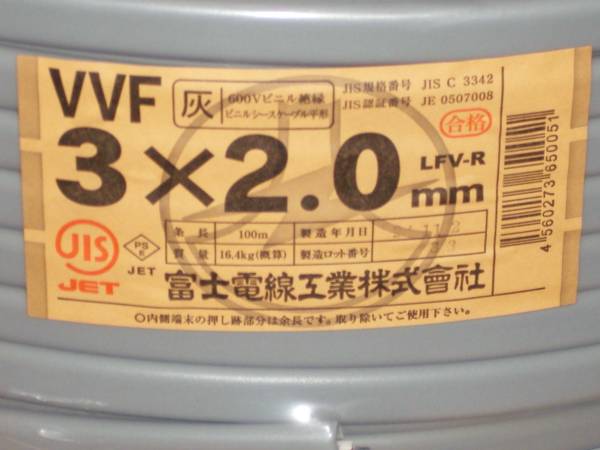 VVF 灰 600Vビニル絶縁
ビニルシースケーブル平形
JIS規格番号 JIS C 3342
JIS認証番号 JE 0507008
合格
3×2.0 mm
LFV-R
条長 100m 製造年月日
質量 16.4kg(概算) 製造ロット番号
JIS
JET
PS
E
JET
富士電線工業株式會社
○内側端末の押し跡部分は余長です。取り除いてご使用下さい。
4 560273 650051